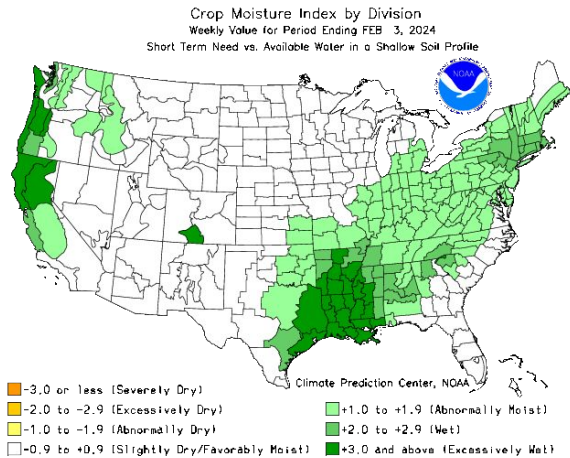 Crop Moisture Index by Division
Weekly Value for Period Ending FEB 3, 2024
Short Term Need vs. Available Water in a Shallow Soil Profile
NOAA
Climate Prediction Center, NOAA
-3.0 or less (Severely Dry)
-2.0 to -2.9 (Excessively Dry)
-1.0 to -1.9 (Abnormally Dry)
-0.9 to +0.9 (Slightly Dry/Favorably Moist)
+1.0 to +1.9 (Abnormally Moist)
+2.0 to +2.9 (Wet)
+3.0 and above (Excessively Wet)